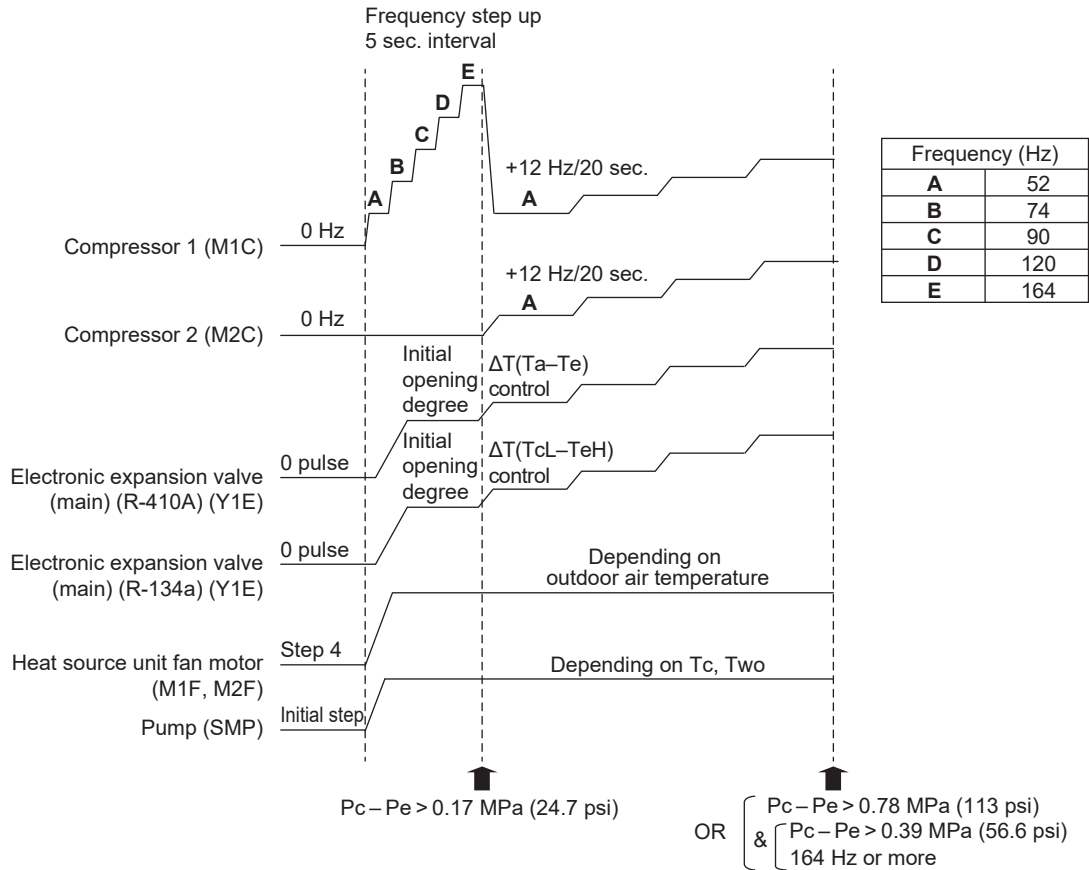 Frequency step up
5 sec. interval
E
D
C
B
A
+12 Hz/20 sec.
A
0 Hz
Compressor 1 (M1C)
Frequency (Hz)
A 52
B 74
C 90
D 120
E 164
+12 Hz/20 sec.
A
0 Hz
Compressor 2 (M2C)
Initial
opening
degree
ΔT(Ta–Te)
control
0 pulse
Electronic expansion valve
(main) (R-410A) (Y1E)
Initial
opening
degree
ΔT(TcL–TeH)
control
0 pulse
Electronic expansion valve
(main) (R-134a) (Y1E)
Depending on
outdoor air temperature
Step 4
Heat source unit fan motor
(M1F, M2F)
Depending on Tc, Two
Initial step
Pump (SMP)
Pc – Pe > 0.17 MPa (24.7 psi)
OR
Pc – Pe > 0.78 MPa (113 psi)
&
Pc – Pe > 0.39 MPa (56.6 psi)
164 Hz or more